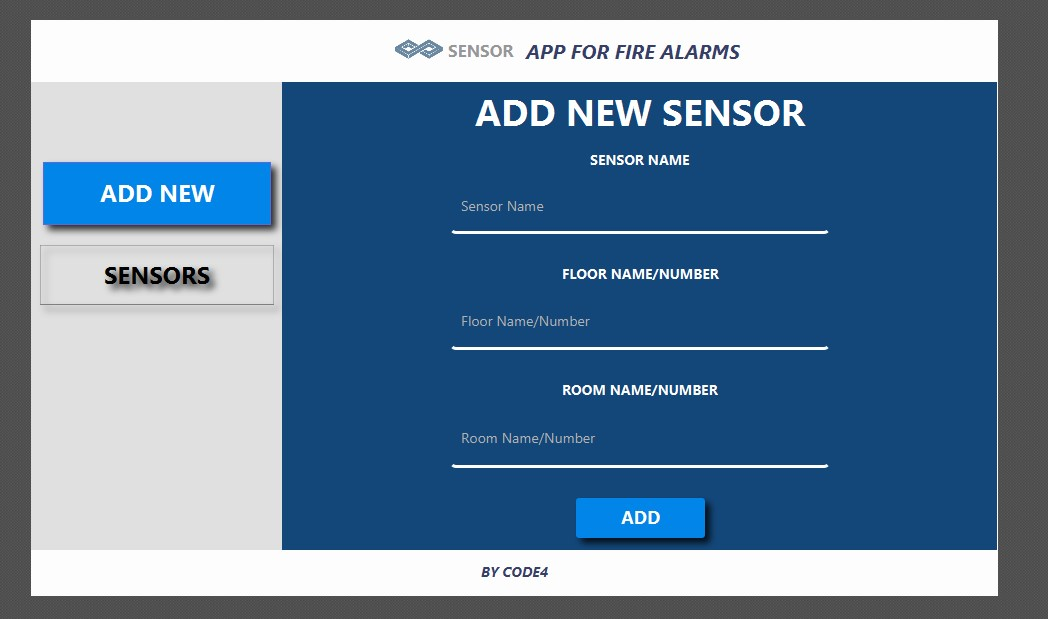 SENSOR APP FOR FIRE ALARMS
ADD NEW
SENSORS
ADD NEW SENSOR
SENSOR NAME
Sensor Name
FLOOR NAME/NUMBER
Floor Name/Number
ROOM NAME/NUMBER
Room Name/Number
ADD
BY CODE4